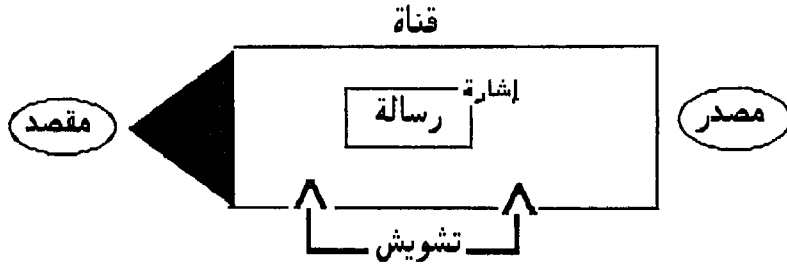 قناة
مصدر
إشارة
رسالة
مقصد
تشويش